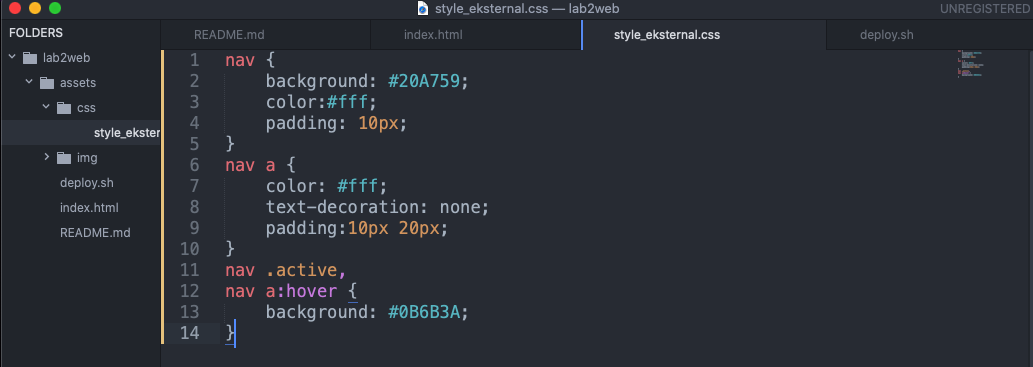 style_eksternal.css — lab2web
UNREGISTERED
FOLDERS
lab2web
assets
css
style_ekster
img
deploy.sh
index.html
README.md
README.md
index.html
style_eksternal.css
deploy.sh
1 nav {
2 background: #20A759;
3 color:#fff;
4 padding: 10px;
5 }
6 nav a {
7 color: #fff;
8 text-decoration: none;
9 padding:10px 20px;
10 }
11 nav .active,
12 nav a:hover {
13 background: #0B6B3A;
14 }